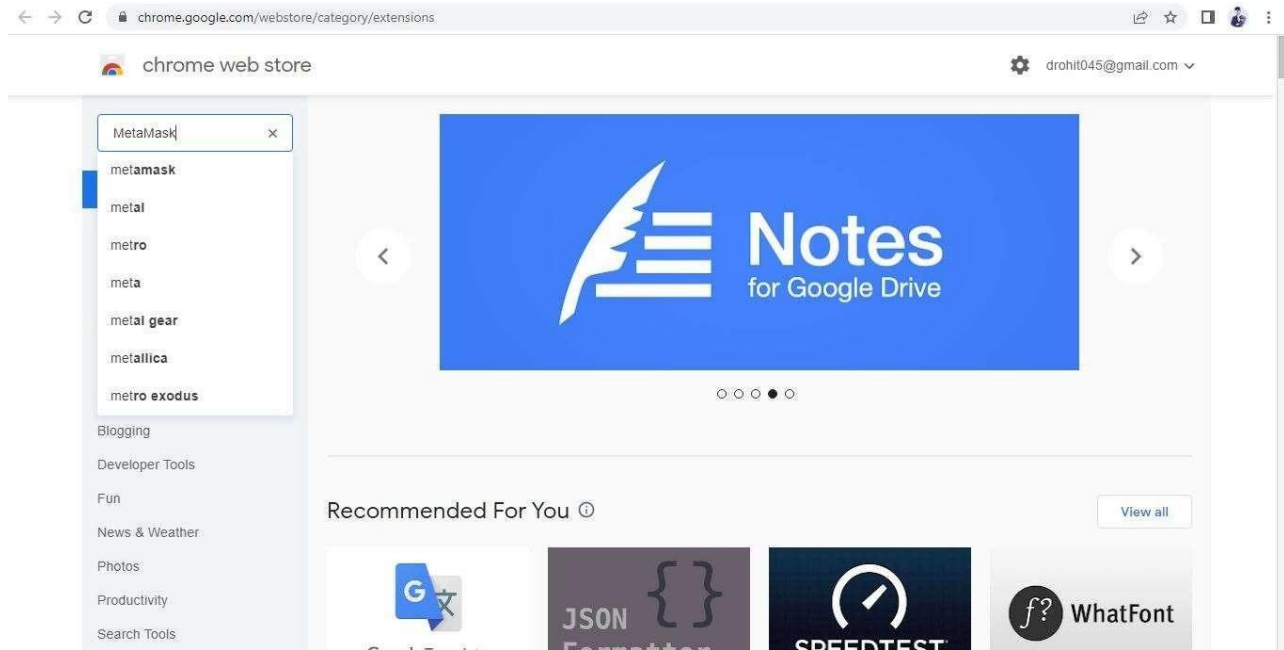 chrome.google.com/webstore/category/extensions
chrome web store
drohit045@gmail.com
MetaMask
metamask
metal
metro
meta
metal gear
metallica
metro exodus
Blogging
Developer Tools
Fun
News & Weather
Photos
Productivity
Search Tools
Notes
for Google Drive
Recommended For You
View all
G
JSON
{}
Formatter
SPEEDTEST
f?
WhatFont